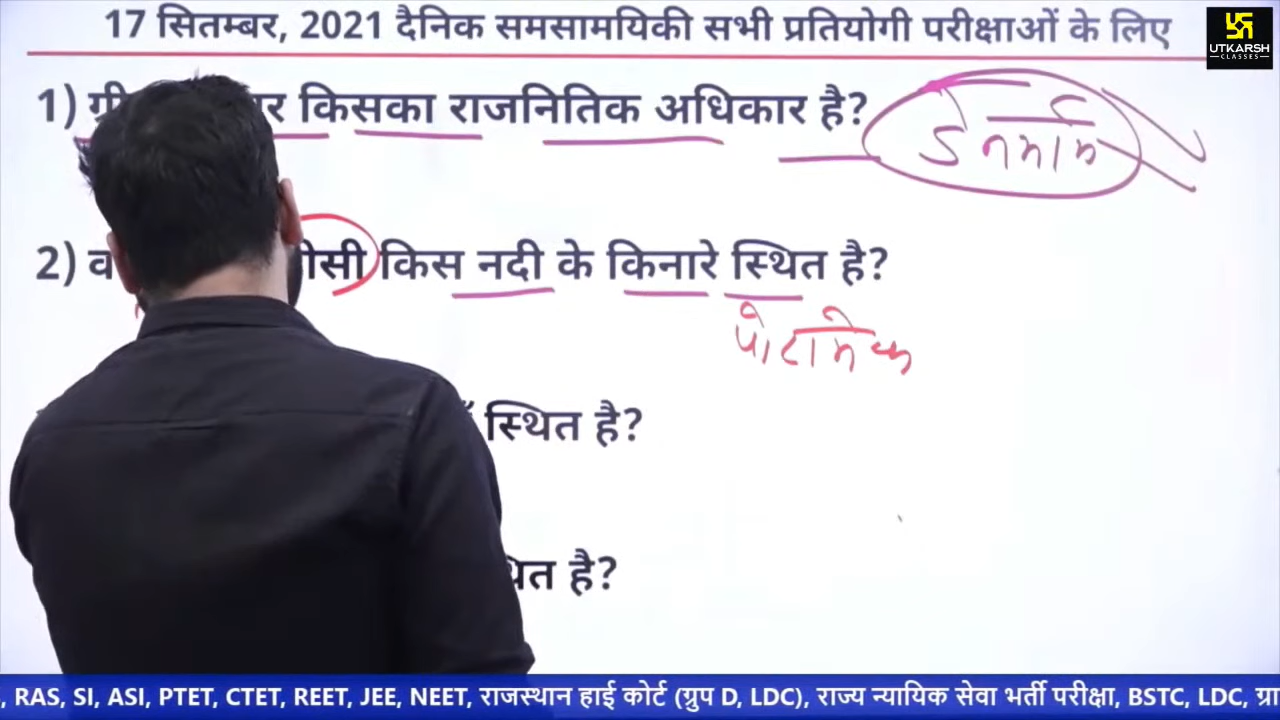 17 सितम्बर, 2021 दैनिक समसामयिकी सभी प्रतियोगी परीक्षाओं के लिए
UTKARSH
CLASSES
1) किसका राजनितिक अधिकार है?
डेनमार्क
2) किस नदी के किनारे स्थित है?
पोटोमेक
स्थित है?
है?
, RAS, SI, ASI, PTET, CTET, REET, JEE, NEET, राजस्थान हाई कोर्ट (ग्रुप D, LDC), राज्य न्यायिक सेवा भर्ती परीक्षा, BSTC, LDC,